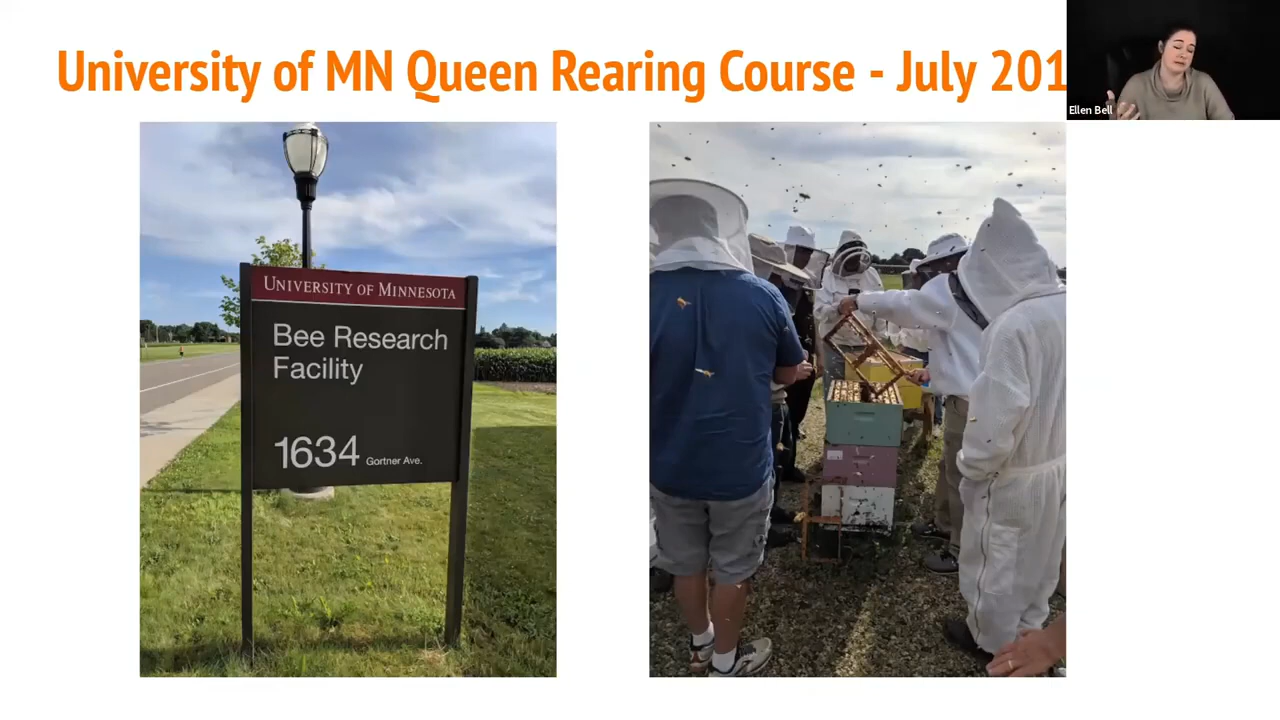 University of MN Queen Rearing Course - July 201
Ellen Bell
UNIVERSITY OF MINNESOTA
Bee Research
Facility
1634 Gortner Ave.